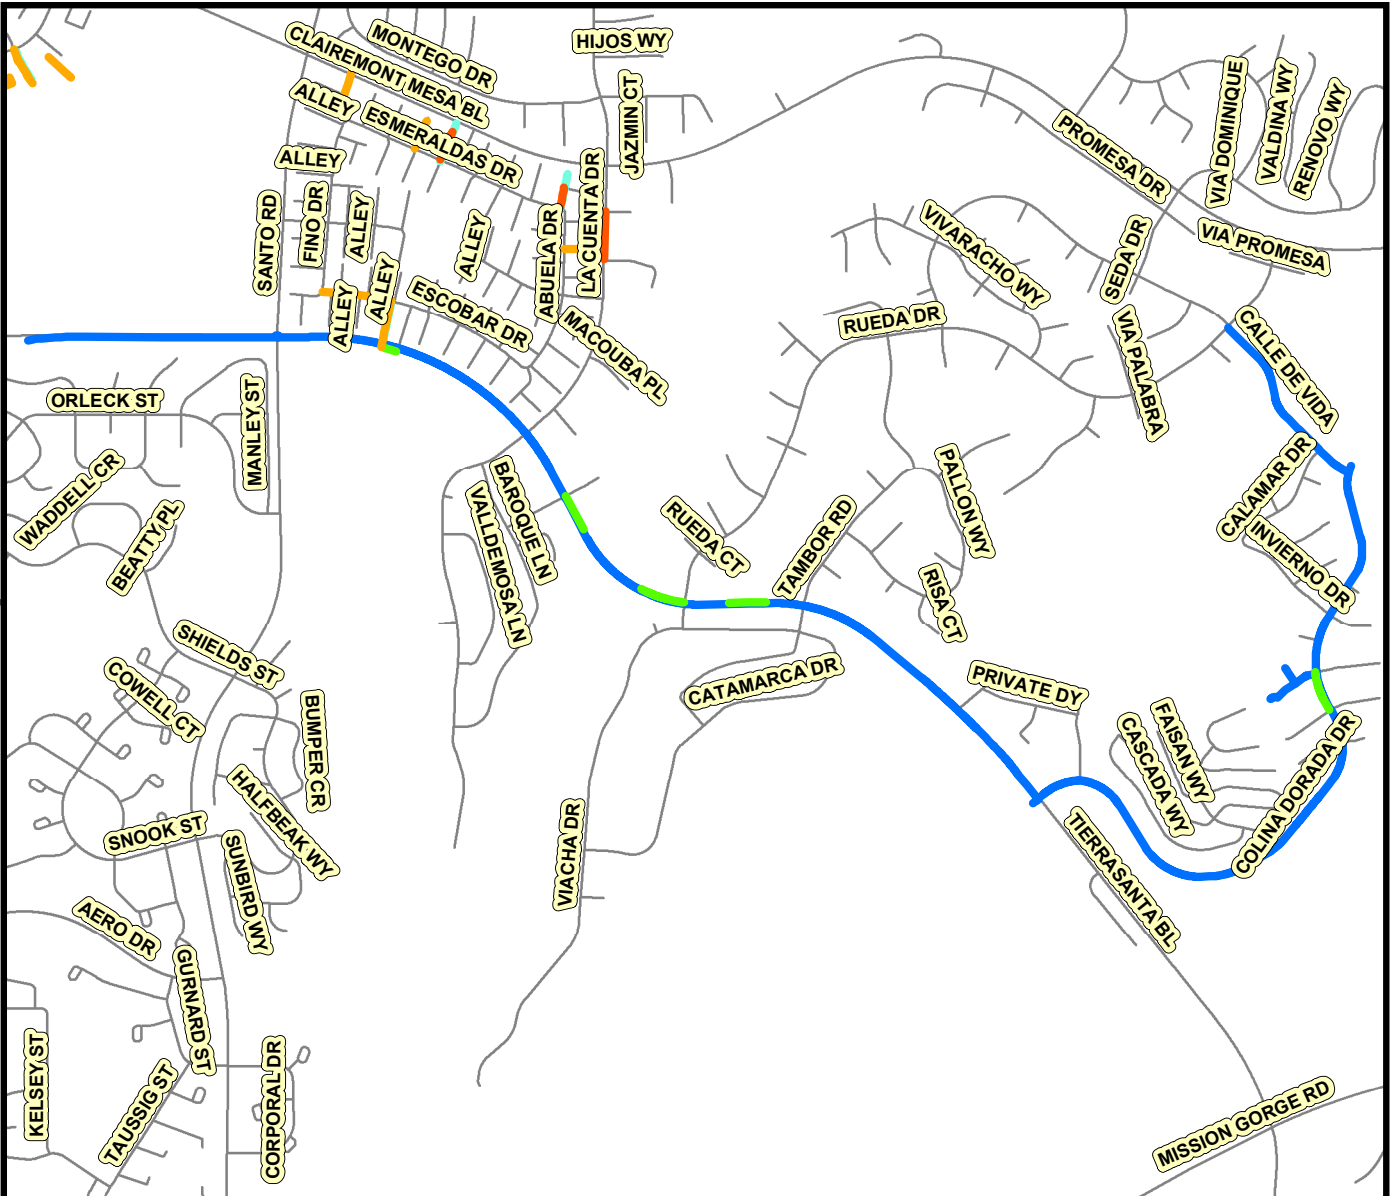 MONTEGO DR
HIJOS WY
CLAIREMONT MESA BL
JAZMIN CT
ALLEY
ESMERALDAS DR
VIA DOMINIQUE
VALDINA WY
RENOVO WY
PROMESA DR
ALLEY
SANTO RD
FINO DR
ALLEY
ALLEY
ABUELA DR
LA CUENTA DR
VIVARACHO WY
SEDA DR
VIA PROMESA
ALLEY
ALLEY
ESCOBAR DR
MACOUBA PL
RUEDA DR
VIA PALABRA
CALLE DE VIDA
ORLECK ST
MANLEY ST
WADDELL CR
BEATTY PL
BAROQUE LN
VALLDEMOSA LN
RUEDA CT
TAMBOR RD
PALLON WY
RISA CT
CALAMAR DR
INVIERNO DR
SHIELDS ST
COWELL CT
BUMPER CR
CATAMARCA DR
PRIVATE DY
FAISAN WY
CASCADA WY
COLINA DORADA DR
HALFBEAK WY
SNOOK ST
SUNBIRD WY
VIACHA DR
TIERRASANTA BL
AERO DR
GURNARD ST
KELSEY ST
TAUSSIG ST
CORPORAL DR
MISSION GORGE RD